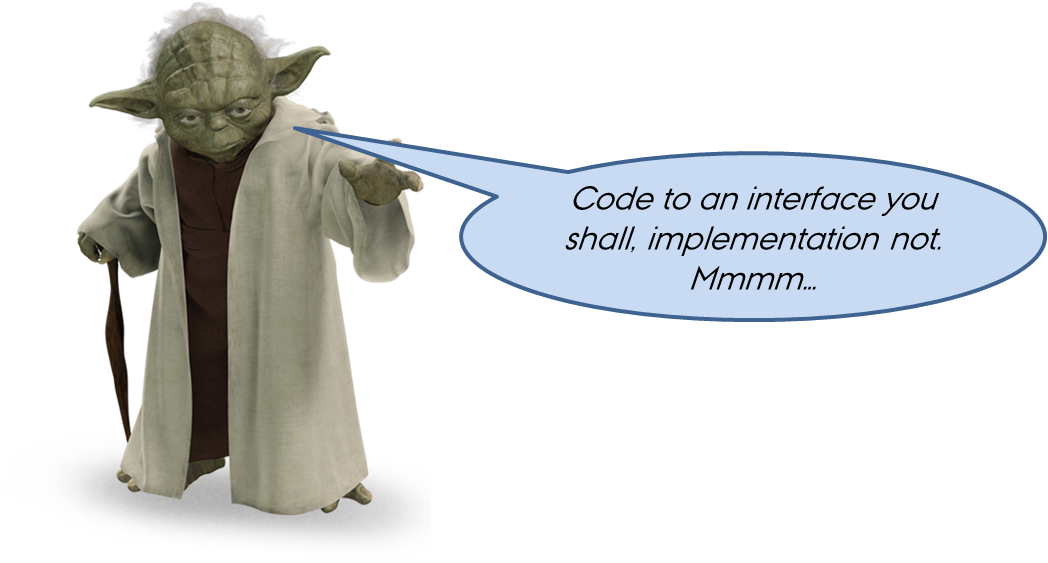 Code to an interface you
shall, implementation not.
Mmmm...